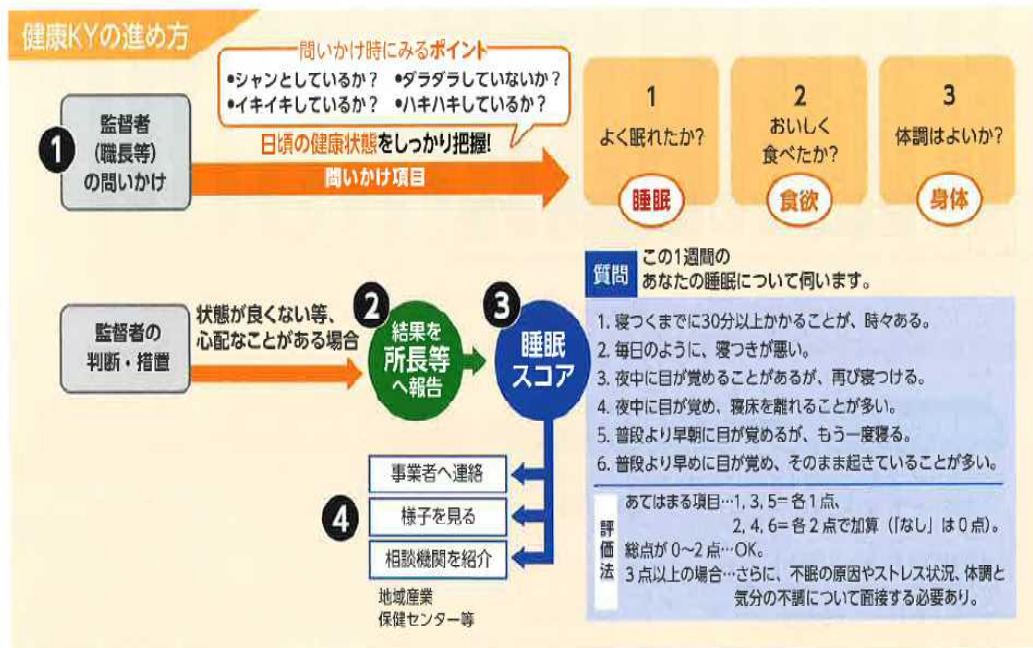 健康KYの進め方
問いかけ時にみるポイント
•シャンとしているか? •ダラダラしていないか?
•イキイキしているか? •ハキハキしているか?
1
監督者
(職長等)
の問いかけ
日頃の健康状態をしっかり把握!
問いかけ項目
1
よく眠れたか?
睡眠
2
おいしく
食べたか?
食欲
3
体調はよいか?
身体
監督者の
判断・措置
状態が良くない等、
心配なことがある場合
2
結果を
所長等
へ報告
3
睡眠
スコア
4
事業者へ連絡
様子を見る
相談機関を紹介
地域産業
保健センター等
質問
この1週間の
あなたの睡眠について伺います。
1. 寝つくまでに30分以上かかることが、時々ある。
2. 毎日のように、寝つきが悪い。
3. 夜中に目が覚めることがあるが、再び寝つける。
4. 夜中に目が覚め、寝床を離れることが多い。
5. 普段より早朝に目が覚めるが、もう一度寝る。
6. 普段より早めに目が覚め、そのまま起きていることが多い。
評価法
あてはまる項目…1, 3, 5=各1点、
2, 4, 6=各2点で加算(「なし」は0点)。
総点が0〜2点…OK。
3点以上の場合…さらに、不眠の原因やストレス状況、体調と
気分の不調について面接する必要あり。